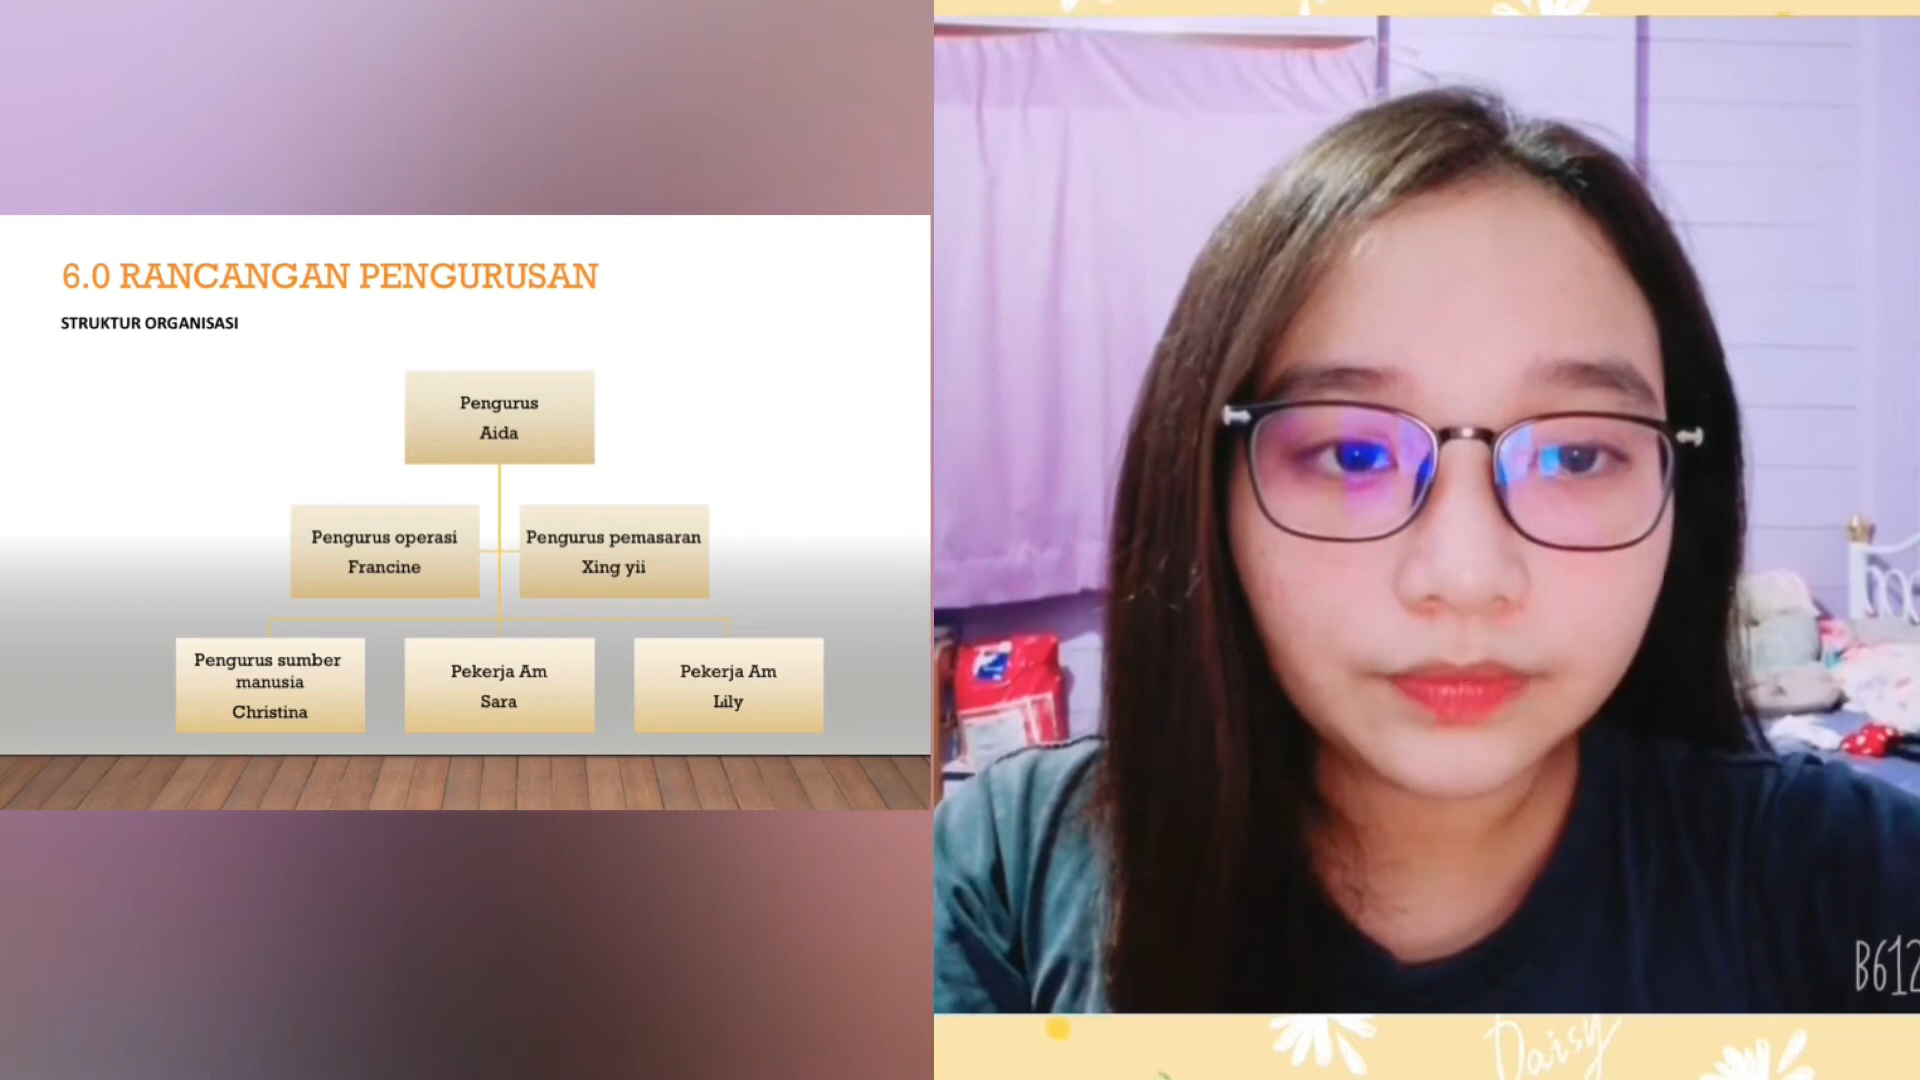 6.0 RANCANGAN PENGURUSAN
STRUKTUR ORGANISASI
Pengurus
Aida
Pengurus operasi
Francine
Pengurus pemasaran
Xing yii
Pengurus sumber
manusia
Christina
Pekerja Am
Sara
Pekerja Am
Lily
B612
Daisy